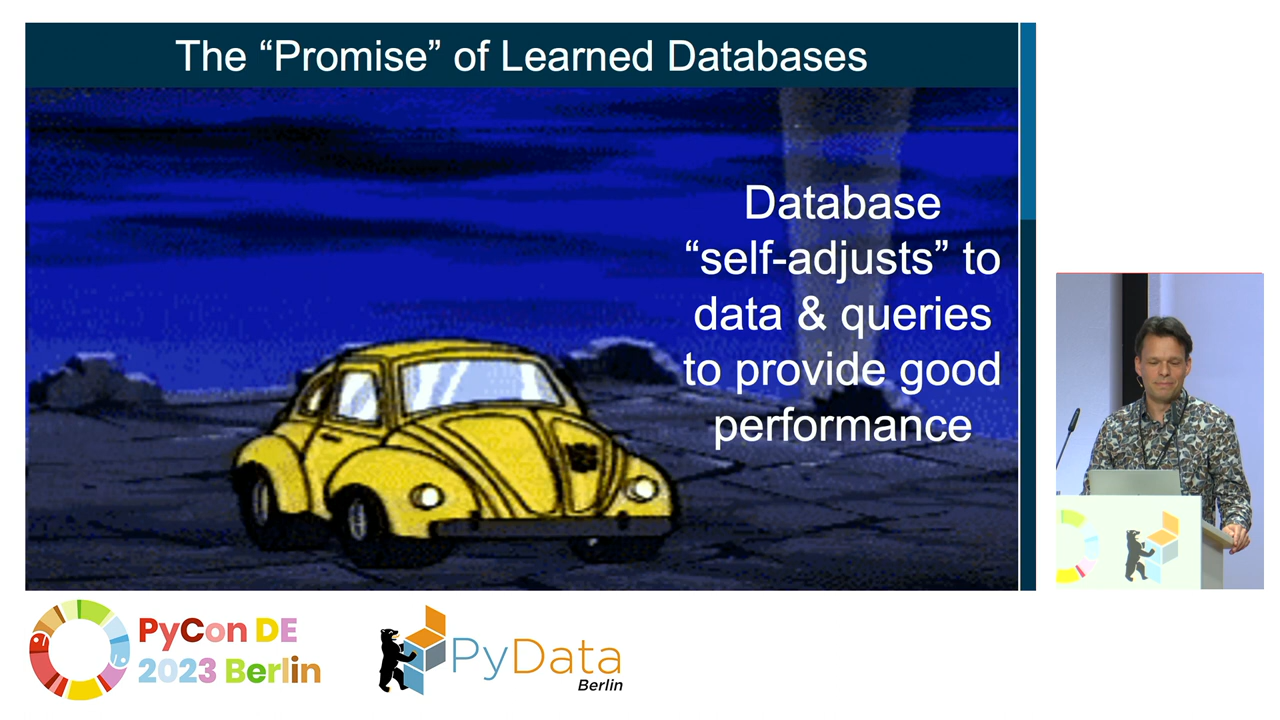 The “Promise” of Learned Databases
Database
“self-adjusts” to
data & queries
to provide good
performance
PyCon DE
2023 Berlin
PyData
Berlin